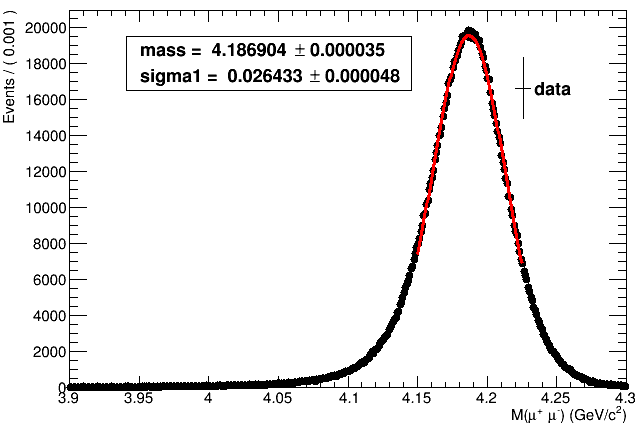 Events / ( 0.001 )
20000
18000
16000
14000
12000
10000
8000
6000
4000
2000
0
mass = 4.186904 ± 0.000035
sigma1 = 0.026433 ± 0.000048
data
3.9 3.95 4 4.05 4.1 4.15 4.2 4.25 4.3
M(μ⁺ μ⁻) (GeV/c²)